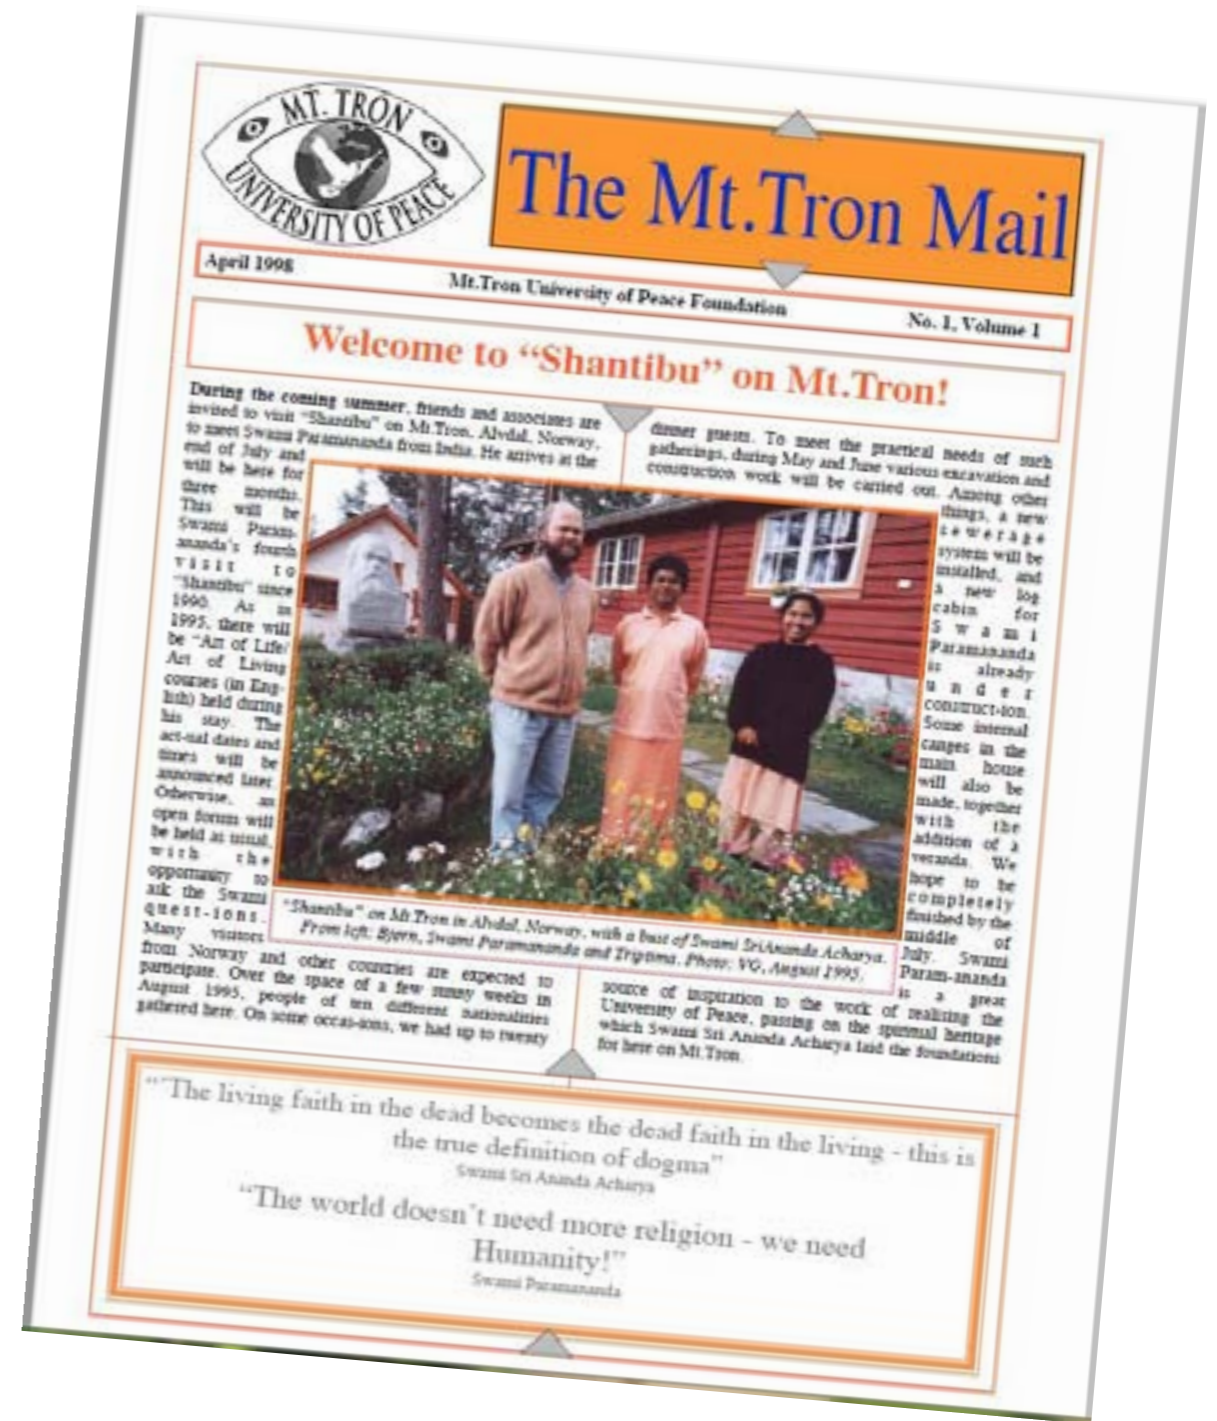 MT. TRON
UNIVERSITY OF PEACE
The Mt.Tron Mail
April 1998
Mt.Tron University of Peace Foundation
No. 1, Volume 1
Welcome to “Shantibu” on Mt.Tron!
During the coming summer, friends and associates are
invited to visit “Shantibu” on Mt.Tron, Alvdal, Norway,
to meet Swami Paramananda from India. He arrives at the
end of July and
will be here for
three months.
This will be
Swami Param-
ananda's fourth
visit to
“Shantibu” since
1990. As in
1995, there will
be “Art of Life/
Art of Living
courses (in Eng-
lish) held during
his stay. The
act-ual dates and
times will be
announced later.
Otherwise, an
open forum will
be held as usual,
with the
opportunity to
ask the Swami
quest-ions.
Many visitors
from Norway and other countries are expected to
participate. Over the space of a few sunny weeks in
August 1995, people of ten different nationalities
gathered here. On some occas-ions, we had up to twenty
dinner guests. To meet the practical needs of such
gatherings, during May and June various excavation and
construction work will be carried out. Among other
things, a new
sewerage
system will be
installed, and
a new log
cabin for
Swami
Paramananda
is already
under
construct-ion.
Some internal
canges in the
main house
will also be
made, together
with the
addition of a
veranda. We
hope to be
completely
finished by the
middle of
July. Swami
Param-ananda
is a great
source of inspiration to the work of realising the
University of Peace, passing on the spiritual heritage
which Swami Sri Ananda Acharya laid the foundations
for here on Mt.Tron.
“Shantibu” on Mt.Tron in Alvdal, Norway, with a bust of Swami SriAnanda Acharya.
From left: Bjørn, Swami Paramananda and Triptima. Photo: VG, August 1995.
“'The living faith in the dead becomes the dead faith in the living - this is
the true definition of dogma”
Swami Sri Ananda Acharya
“The world doesn't need more religion - we need
Humanity!”
Swami Paramananda